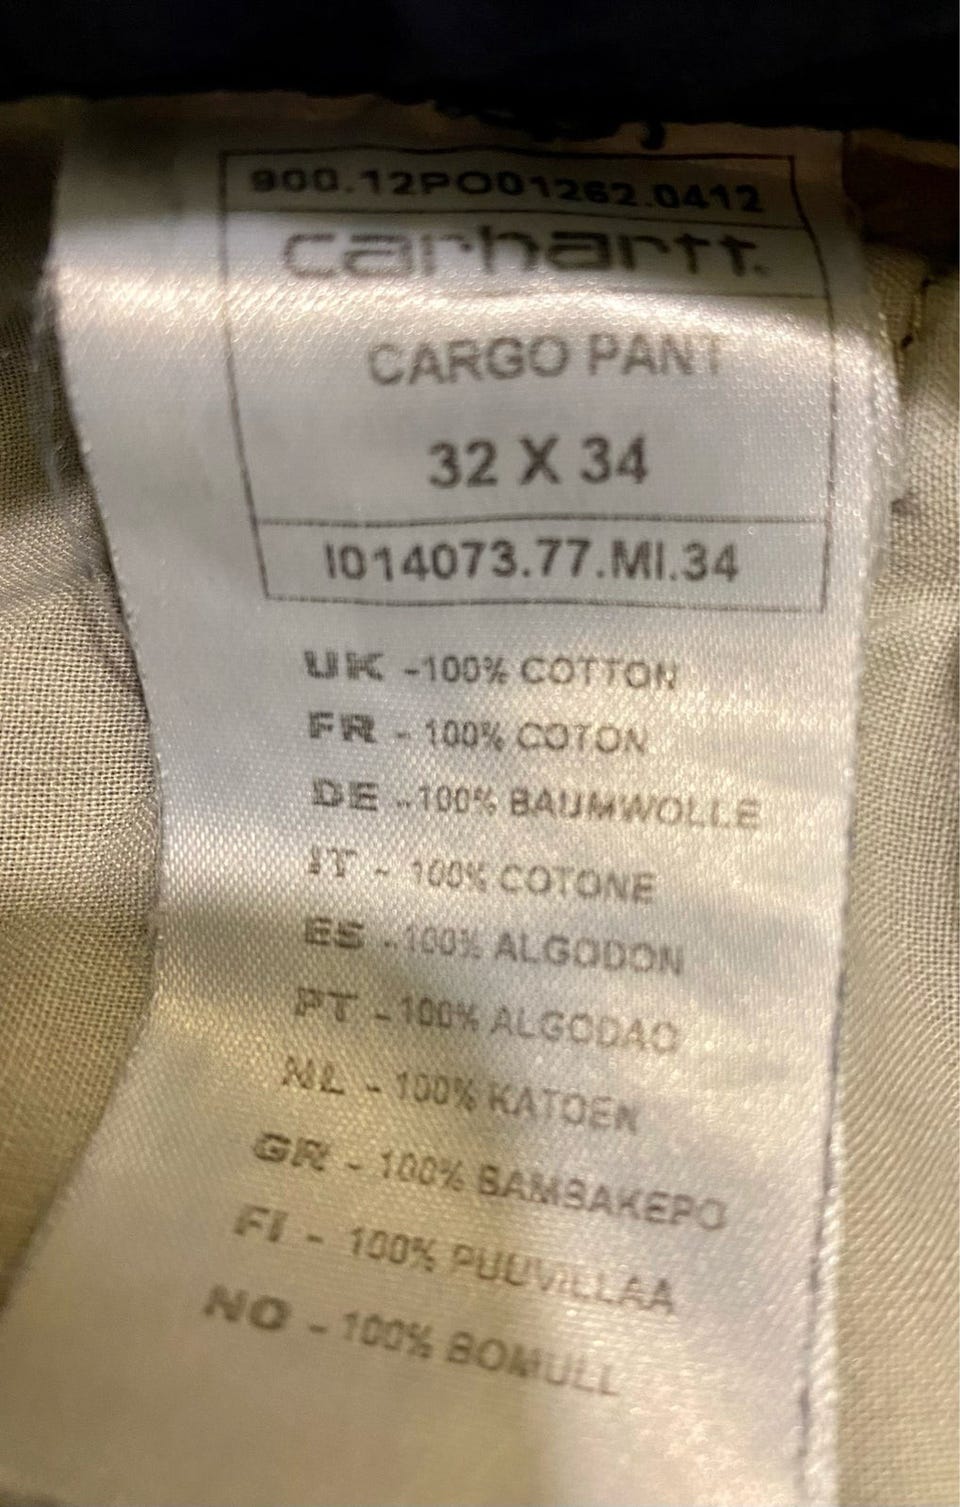 900.12PO01262.0412
carhartt.
CARGO PANT
32 X 34
I014073.77.MI.34
UK -100% COTTON
FR - 100% COTON
DE -100% BAUMWOLLE
IT - 100% COTONE
ES -100% ALGODON
PT -100% ALGODAO
NL - 100% KATOEN
GR - 100% BAMBAKEPO
FI - 100% PUUVILLAA
NO - 100% BOMULL